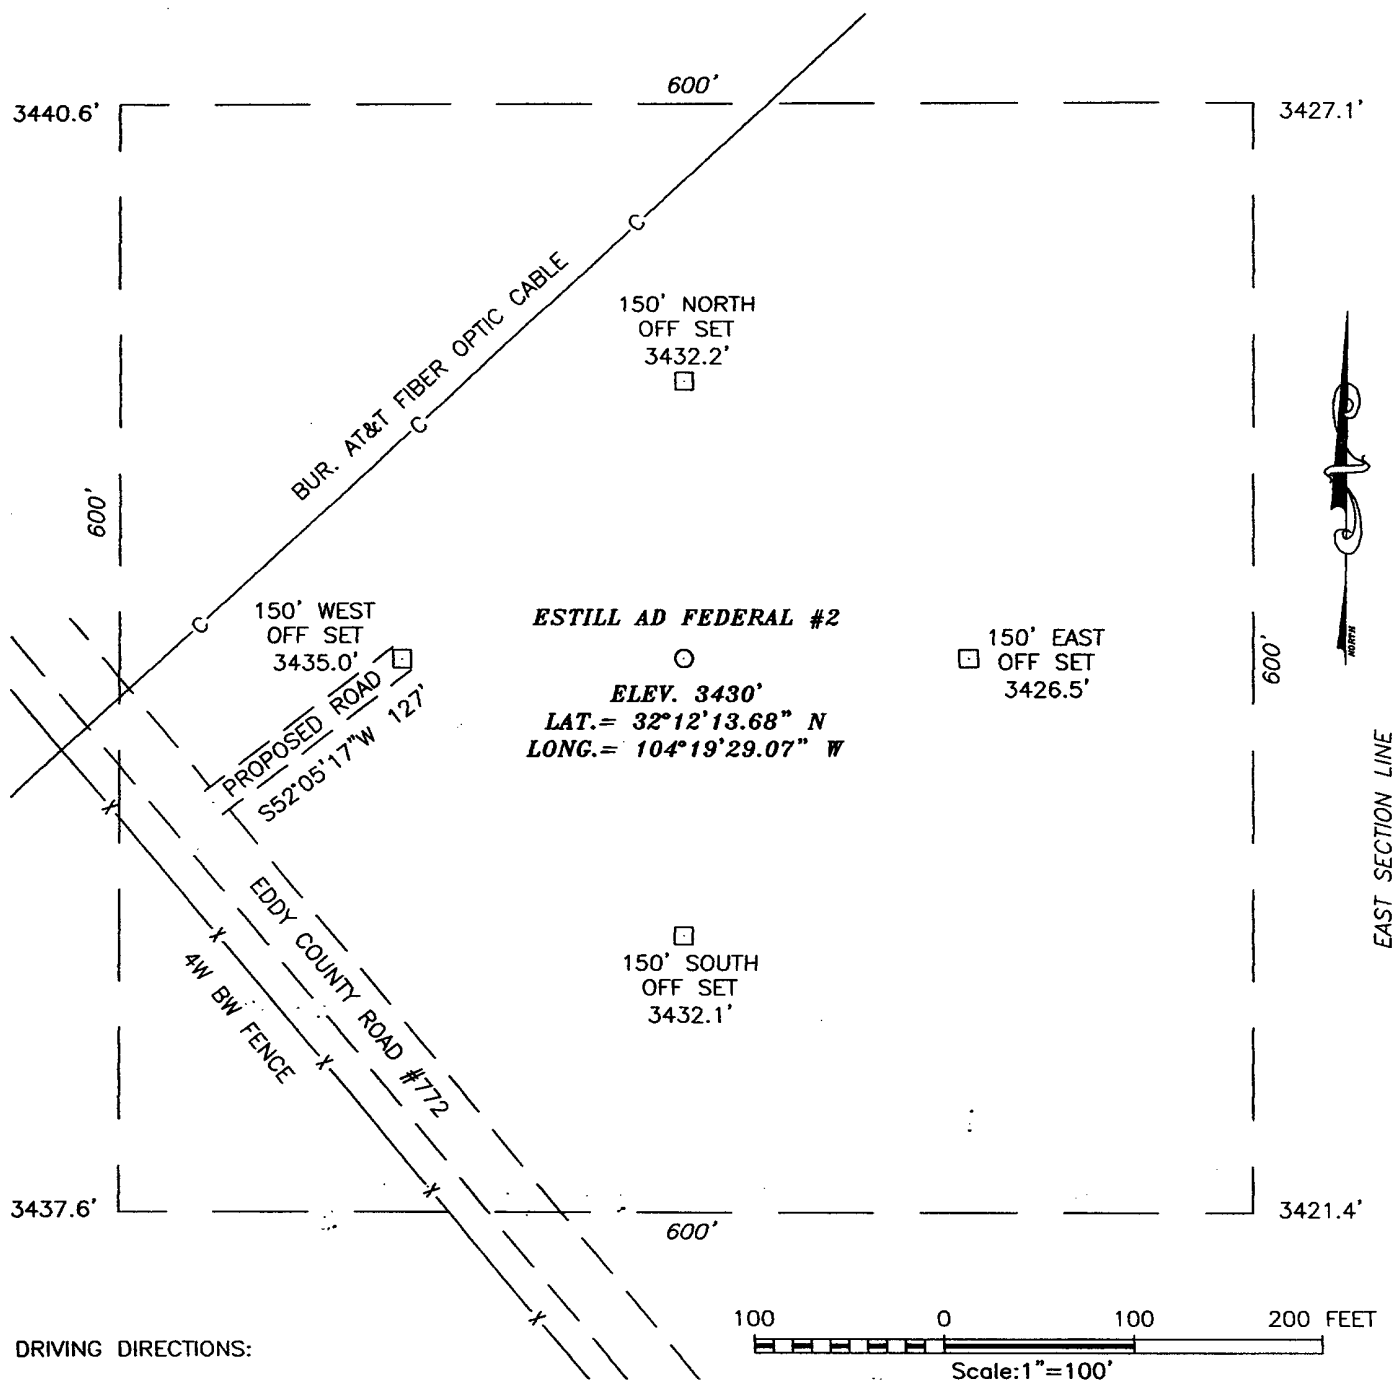 600'
3440.6'
3427.1'
C
BUR. AT&T FIBER OPTIC CABLE
150' NORTH
OFF SET
3432.2'
C
600'
C
150' WEST
OFF SET
3435.0'
ESTILL AD FEDERAL #2
ELEV. 3430'
LAT.= 32°12'13.68" N
LONG.= 104°19'29.07" W
150' EAST
OFF SET
3426.5'
600'
NORTH
PROPOSED ROAD
S52°05'17"W 127'
EAST SECTION LINE
X
EDDY COUNTY ROAD #772
X
4W BW FENCE
150' SOUTH
OFF SET
3432.1'
X
X
3437.6'
3421.4'
600'
X
DRIVING DIRECTIONS:
100 0 100 200 FEET
Scale:1"=100'